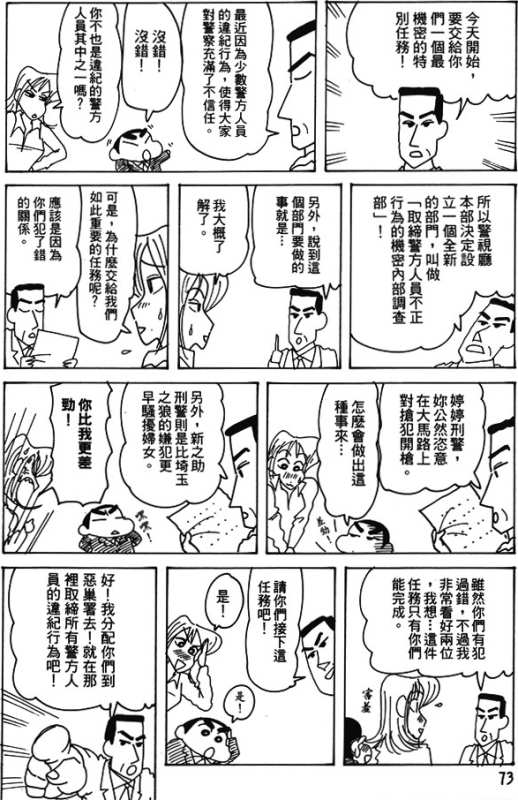 今天開始，
要交給你
們一個最
機密的特
別任務！
最近因為少數警方人員
的違紀行為，使得大家
對警察充滿了不信任。
沒錯！
沒錯！
你不也是違紀的警方
人員其中之一嗎？
所以警視廳
本部決定設
立一個全新
的部門，叫做
「取締警方人員不正
行為的機密內部調查
部」！
另外，說到這
個部門要做的
事就是…
我大概了
解了。
可是，為什麼交給我們
如此重要的任務呢？
應該是因為
你們犯了錯
的關係。
婷婷刑警，
妳公然恣意
在大馬路上
對搶犯開槍。
怎麼會做出這
種事來…
另外，新之助
刑警則是比埼玉
之狼的嫌犯更
早騷擾婦女。
你比我更差
勁！
雖然你們有犯
過錯，不過我
非常看好兩位
，我想…這件
任務只有你們
能完成。
害羞
請你們接下這
任務吧！
是！
是！
好！我分配你們到
惡巢署去！就在那
裡取締所有警方人
員的違紀行為吧！
73